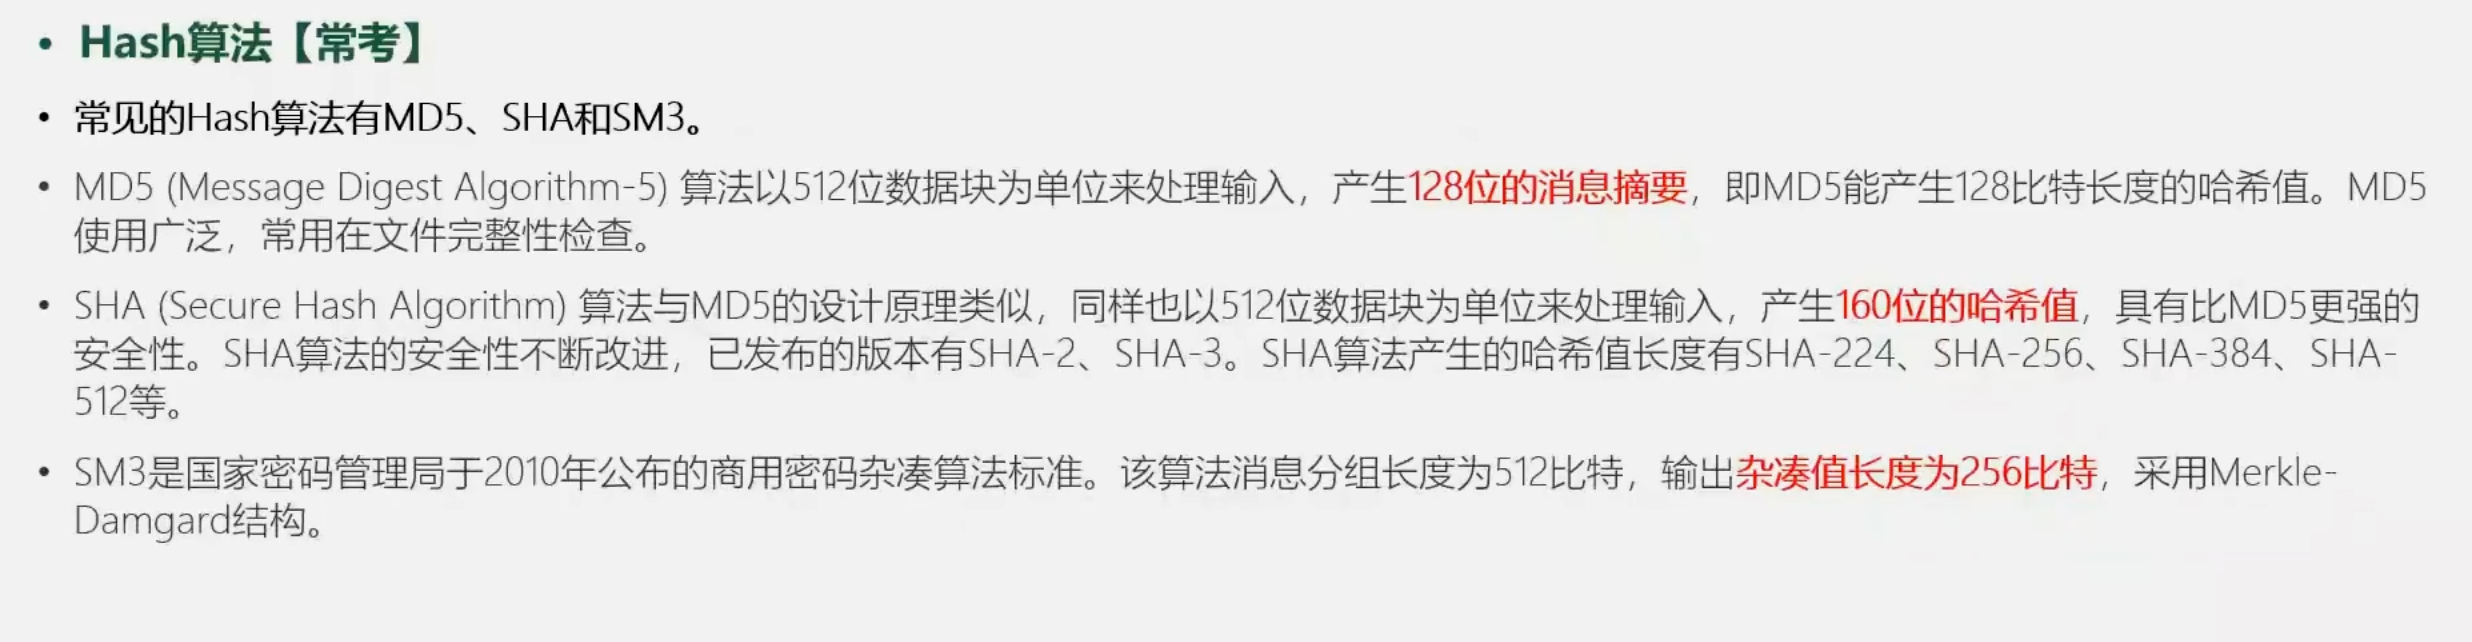 • Hash算法【常考】
• 常见的Hash算法有MD5、SHA和SM3。
• MD5 (Message Digest Algorithm-5) 算法以512位数据块为单位来处理输入，产生128位的消息摘要，即MD5能产生128比特长度的哈希值。MD5
使用广泛，常用在文件完整性检查。
• SHA (Secure Hash Algorithm) 算法与MD5的设计原理类似，同样也以512位数据块为单位来处理输入，产生160位的哈希值，具有比MD5更强的
安全性。SHA算法的安全性不断改进，已发布的版本有SHA-2、SHA-3。SHA算法产生的哈希值长度有SHA-224、SHA-256、SHA-384、SHA-
512等。
• SM3是国家密码管理局于2010年公布的商用密码杂凑算法标准。该算法消息分组长度为512比特，输出杂凑值长度为256比特，采用Merkle-
Damgard结构。